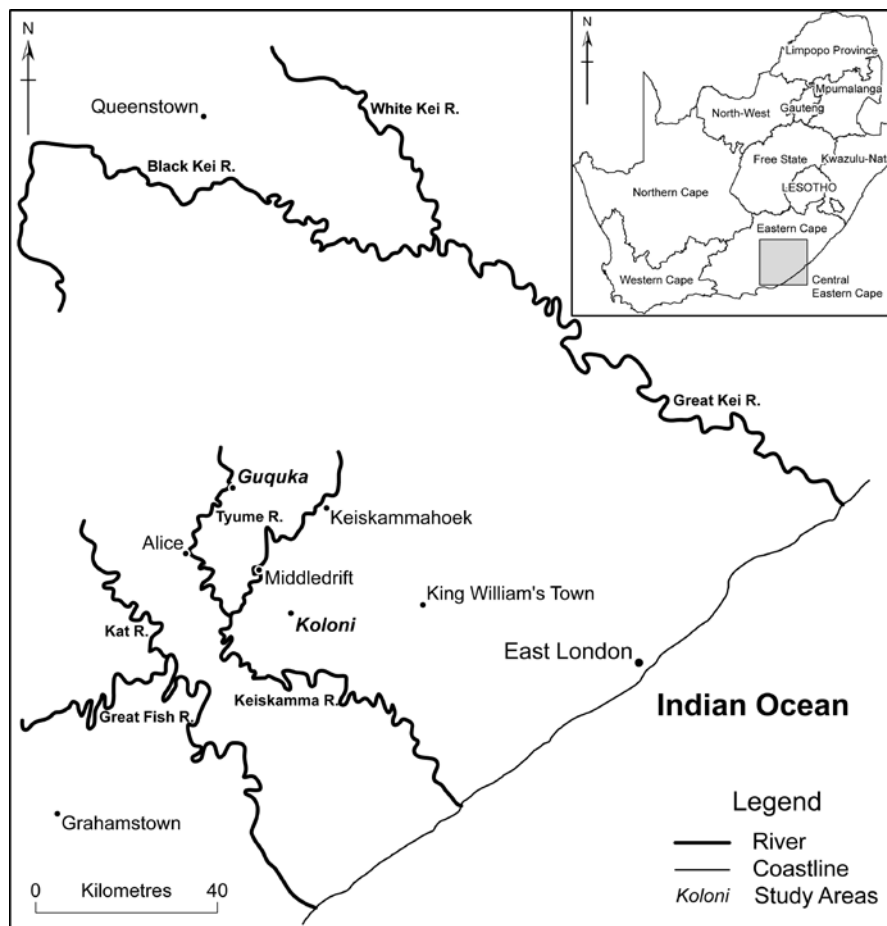 N
Queenstown
White Kei R.
Black Kei R.
Great Kei R.
Guquka
Tyume R.
Keiskammahoek
Alice
Middledrift
King William's Town
Koloni
Kat R.
East London
Keiskamma R.
Great Fish R.
Indian Ocean
Grahamstown
0 Kilometres 40
Legend
River
Coastline
Koloni Study Areas
N
Limpopo Province
Mpumalanga
North-West
Gauteng
Free State
Kwazulu-Nat
LESOTHO
Northern Cape
Eastern Cape
Western Cape
Central
Eastern Cape